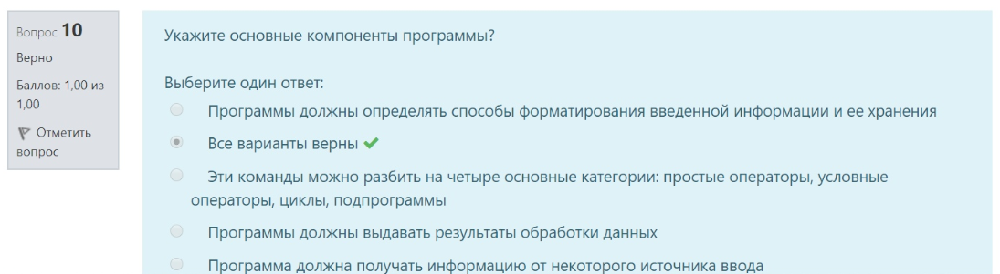 Вопрос 10
Верно
Баллов: 1,00 из
1,00
Отметить
вопрос
Укажите основные компоненты программы?
Выберите один ответ:
Программы должны определять способы форматирования введенной информации и ее хранения
Все варианты верны
Эти команды можно разбить на четыре основные категории: простые операторы, условные
операторы, циклы, подпрограммы
Программы должны выдавать результаты обработки данных
Программа должна получать информацию от некоторого источника ввода